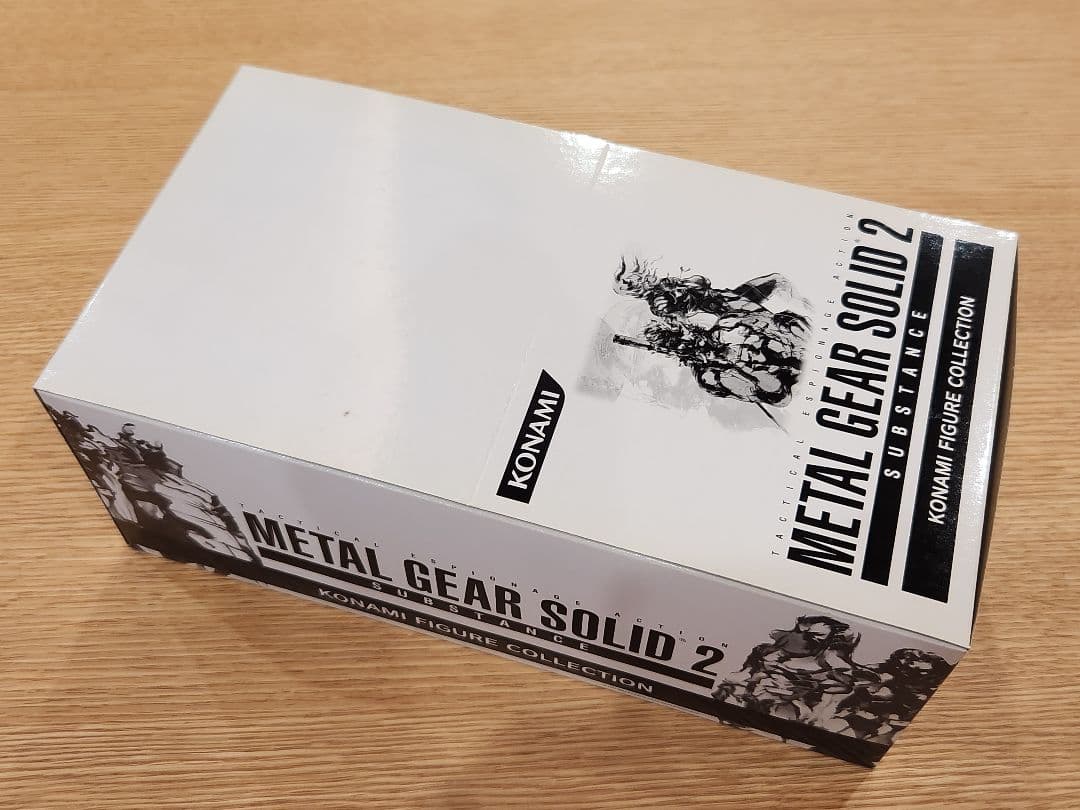 TACTICAL ESPIONAGE ACTION
METAL GEAR SOLID® 2
SUBSTANCE
KONAMI FIGURE COLLECTION
KONAMI
TACTICAL ESPIONAGE ACTION
METAL GEAR SOLID® 2
SUBSTANCE
KONAMI FIGURE COLLECTION